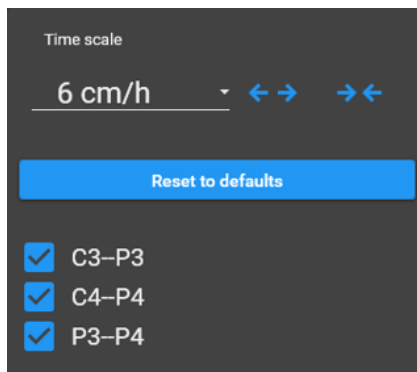 Time scale
6 cm/h
Reset to defaults
C3--P3
C4--P4
P3--P4